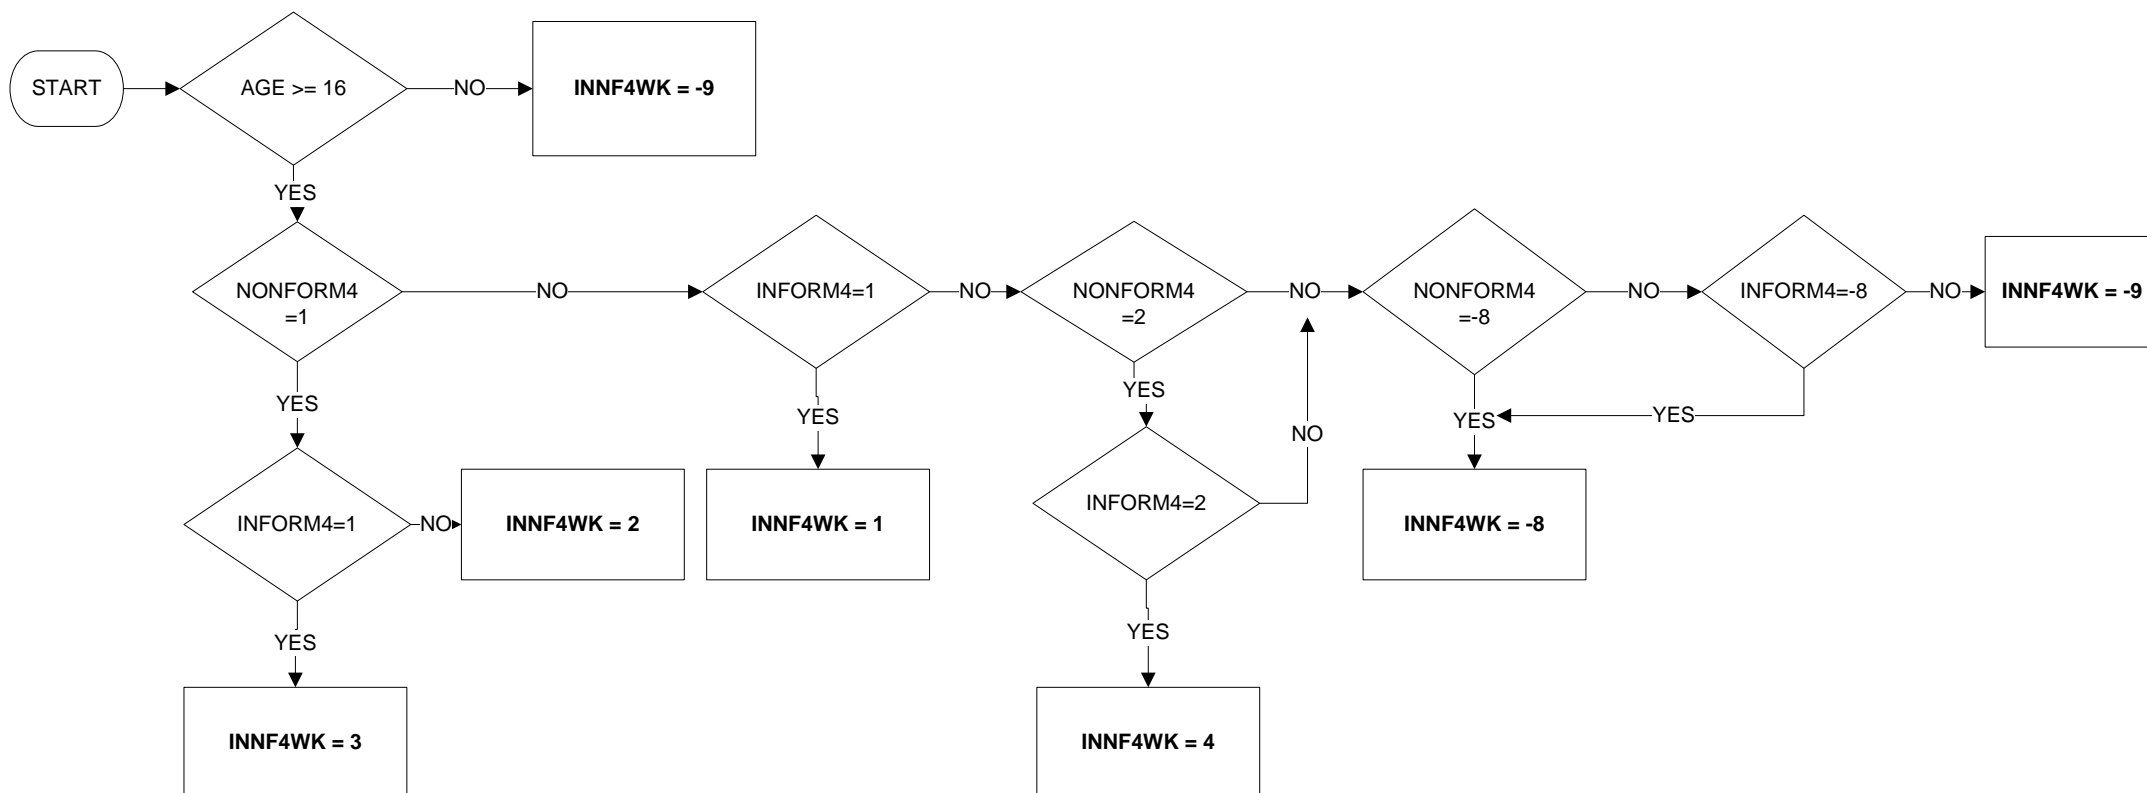 START
AGE >= 16
NO
INNF4WK = -9
YES
NONFORM4
=1
NO
INFORM4=1
NO
NONFORM4
=2
NO
NONFORM4
=-8
NO
INFORM4=-8
NO
INNF4WK = -9
YES
YES
YES
YES
YES
NO
INFORM4=1
NO
INNF4WK = 2
INNF4WK = 1
INFORM4=2
INNF4WK = -8
YES
YES
INNF4WK = 3
INNF4WK = 4